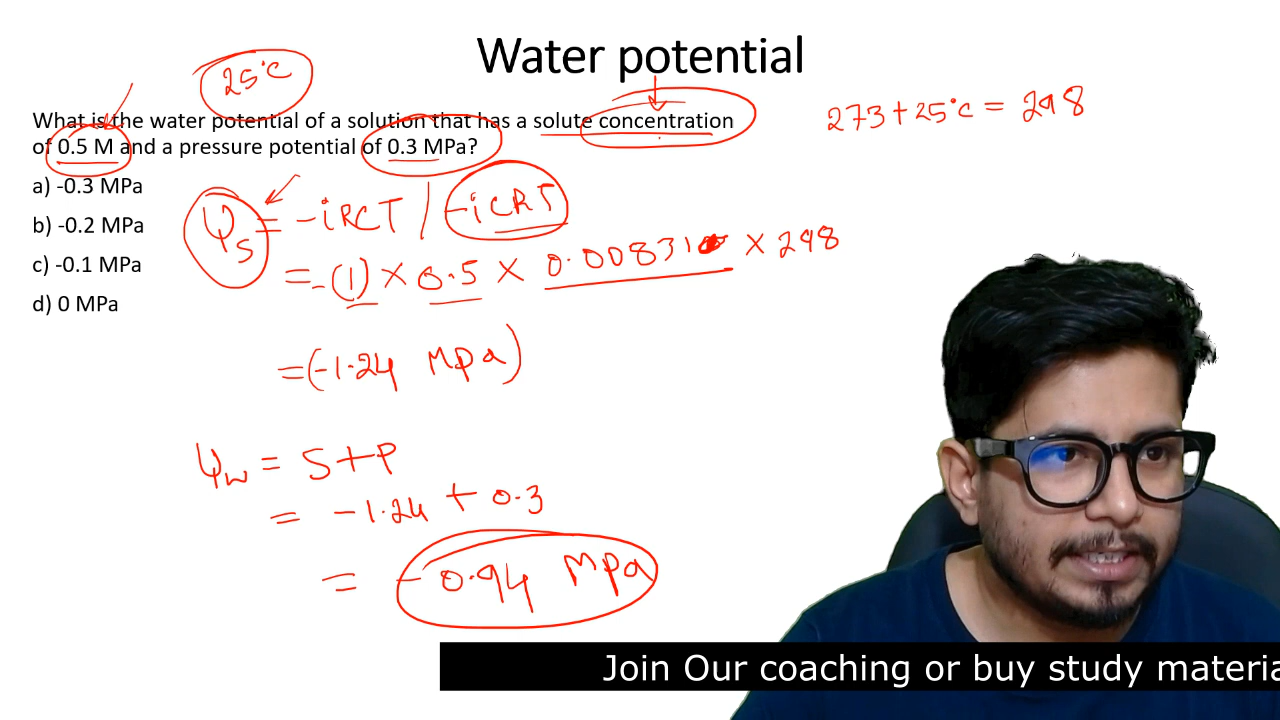 Water potential
25°C
273+25°C = 298
What is the water potential of a solution that has a solute concentration
of 0.5 M and a pressure potential of 0.3 MPa?
a) -0.3 MPa
b) -0.2 MPa
c) -0.1 MPa
d) 0 MPa
Ψs = -iRCT / -iCRT
= -(1) × 0.5 × 0.00831 × 298
= (-1.24 MPa)
Ψw = S+P
= -1.24 + 0.3
= -0.94 MPa
Join Our coaching or buy study materia